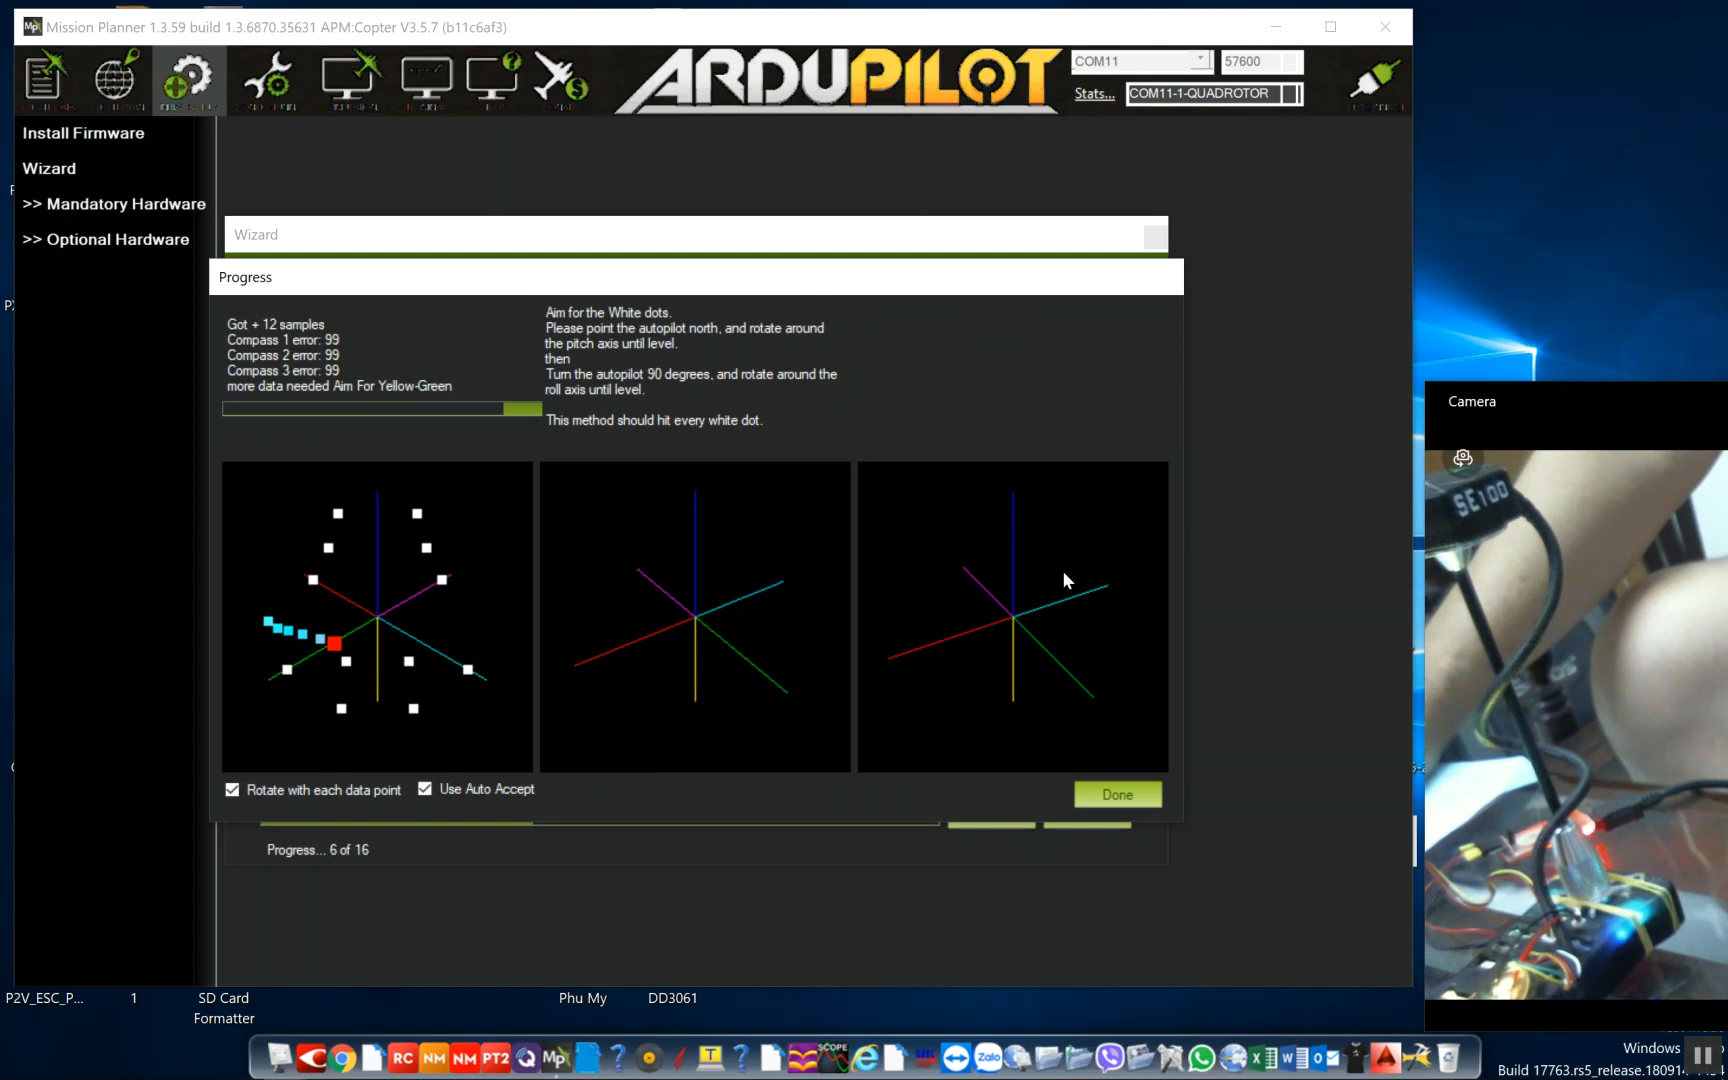 Mission Planner 1.3.59 build 1.3.6870.35631 APM:Copter V3.5.7 (b11c6af3)
ARDUPILOT
COM11
57600
Stats...
COM11-1-QUADROTOR
Install Firmware
Wizard
>> Mandatory Hardware
>> Optional Hardware
Wizard
Progress
Got + 12 samples
Compass 1 error: 99
Compass 2 error: 99
Compass 3 error: 99
more data needed Aim For Yellow-Green
Aim for the White dots.
Please point the autopilot north, and rotate around
the pitch axis until level.
then
Turn the autopilot 90 degrees, and rotate around the
roll axis until level.
This method should hit every white dot.
Rotate with each data point
Use Auto Accept
Done
Progress... 6 of 16
Camera
SE100
P2V_ESC_P...
1
SD Card
Formatter
Phu My
DD3061
RC
NM
NM
PT2
Mp
T
SCOPE
Zalo
Windows
Build 17763.rs5_release.18091